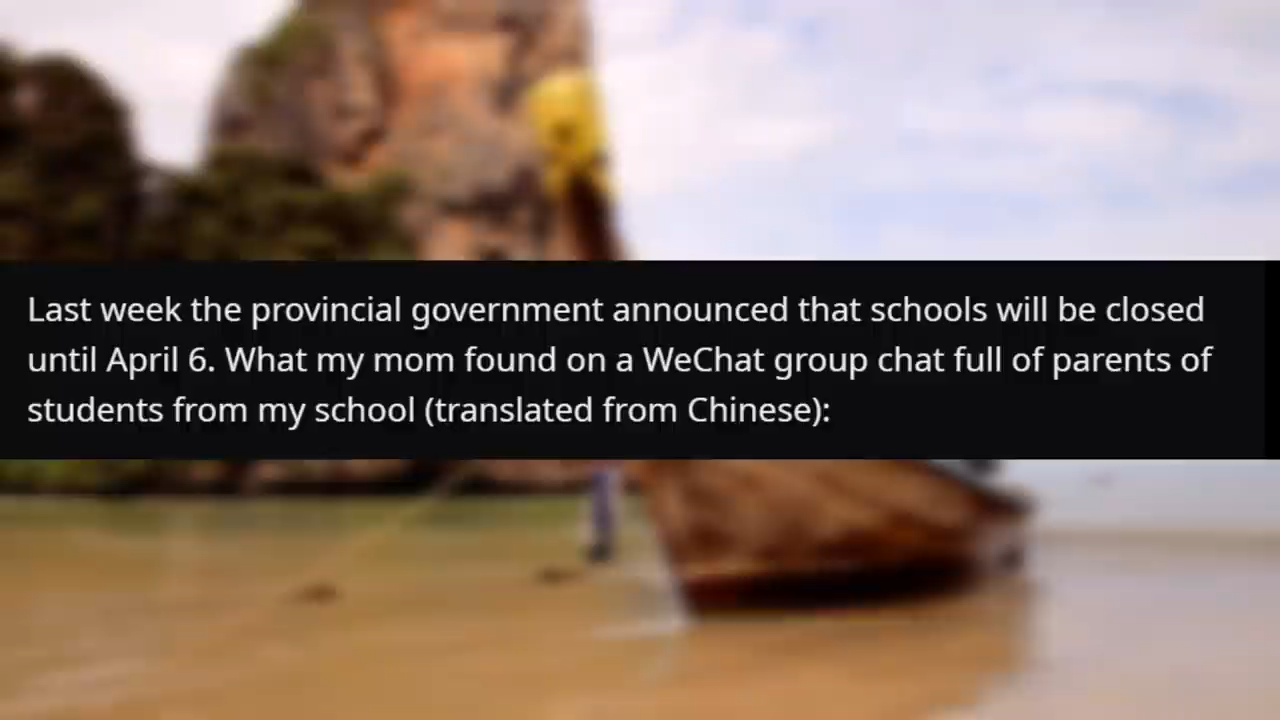 Last week the provincial government announced that schools will be closed
until April 6. What my mom found on a WeChat group chat full of parents of
students from my school (translated from Chinese):